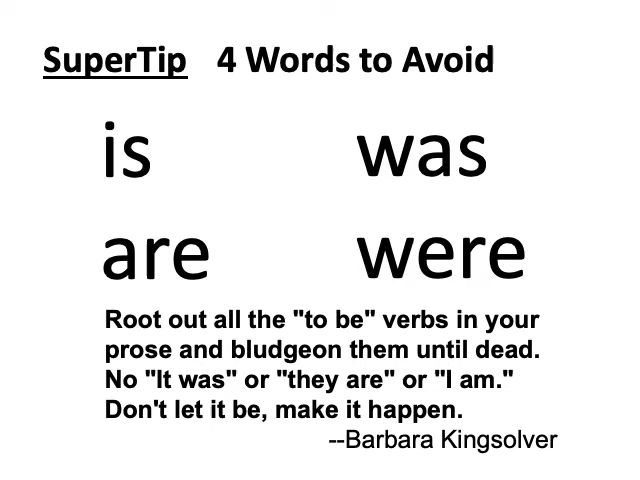 SuperTip 4 Words to Avoid
is was
are were
Root out all the "to be" verbs in your
prose and bludgeon them until dead.
No "It was" or "they are" or "I am."
Don't let it be, make it happen.
--Barbara Kingsolver